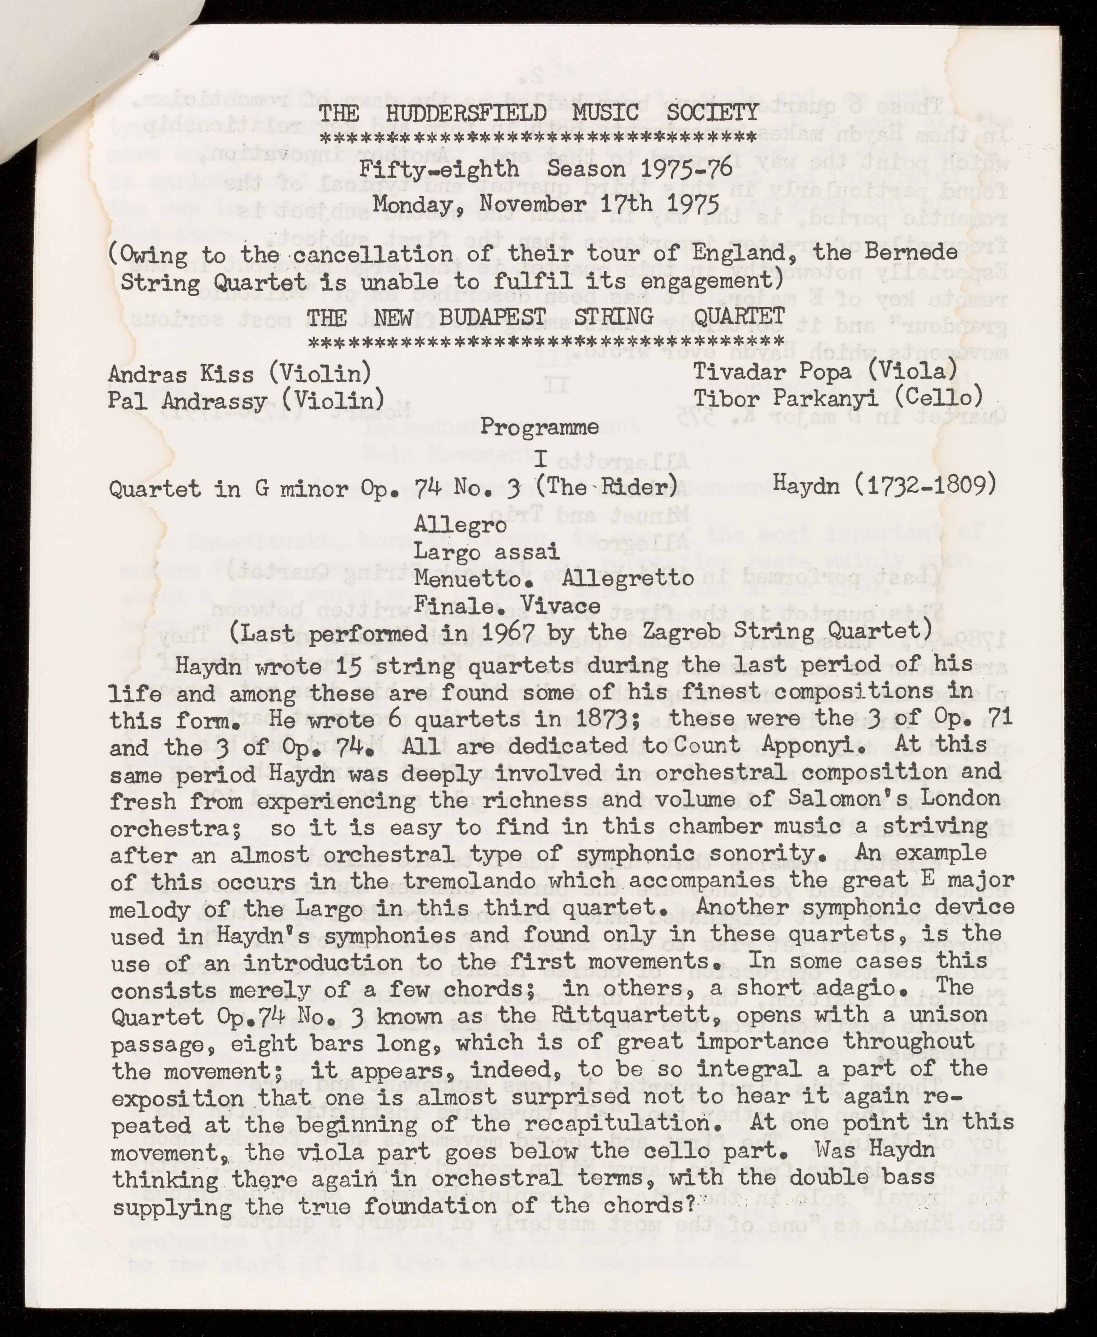 THE HUDDERSFIELD MUSIC SOCIETY
*********************************
Fifty-eighth Season 1975-76
Monday, November 17th 1975
(Owing to the cancellation of their tour of England, the Bernede
String Quartet is unable to fulfil its engagement)
THE NEW BUDAPEST STRING QUARTET
************************************
Andras Kiss (Violin) Tivadar Popa (Viola)
Pal Andrassy (Violin) Tibor Parkanyi (Cello)
Programme
I
Quartet in G minor Op. 74 No. 3 (The Rider) Haydn (1732-1809)
Allegro
Largo assai
Menuetto. Allegretto
Finale. Vivace
(Last performed in 1967 by the Zagreb String Quartet)
Haydn wrote 15 string quartets during the last period of his
life and among these are found some of his finest compositions in
this form. He wrote 6 quartets in 1873; these were the 3 of Op. 71
and the 3 of Op. 74. All are dedicated to Count Apponyi. At this
same period Haydn was deeply involved in orchestral composition and
fresh from experiencing the richness and volume of Salomon's London
orchestra; so it is easy to find in this chamber music a striving
after an almost orchestral type of symphonic sonority. An example
of this occurs in the tremolando which accompanies the great E major
melody of the Largo in this third quartet. Another symphonic device
used in Haydn's symphonies and found only in these quartets, is the
use of an introduction to the first movements. In some cases this
consists merely of a few chords; in others, a short adagio. The
Quartet Op.74 No. 3 known as the Rittquartett, opens with a unison
passage, eight bars long, which is of great importance throughout
the movement; it appears, indeed, to be so integral a part of the
exposition that one is almost surprised not to hear it again re-
peated at the beginning of the recapitulation. At one point in this
movement, the viola part goes below the cello part. Was Haydn
thinking there again in orchestral terms, with the double bass
supplying the true foundation of the chords?